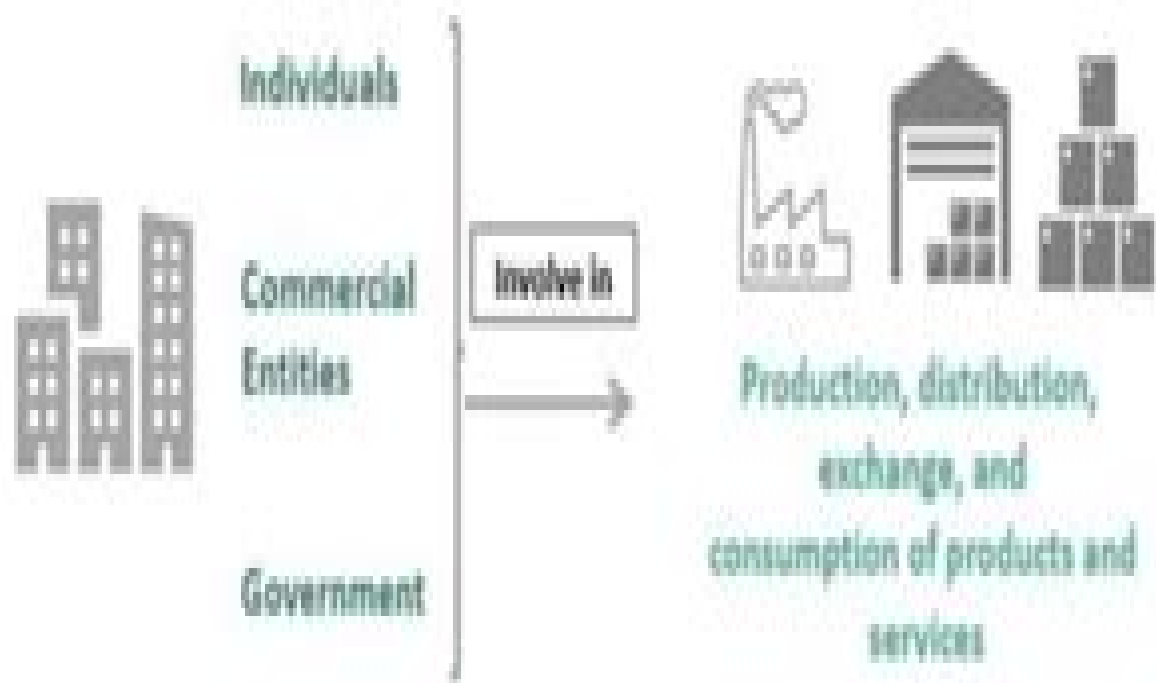 Individuals
Commercial
Entities
Government
Involve in
Production, distribution,
exchange, and
consumption of products and
services